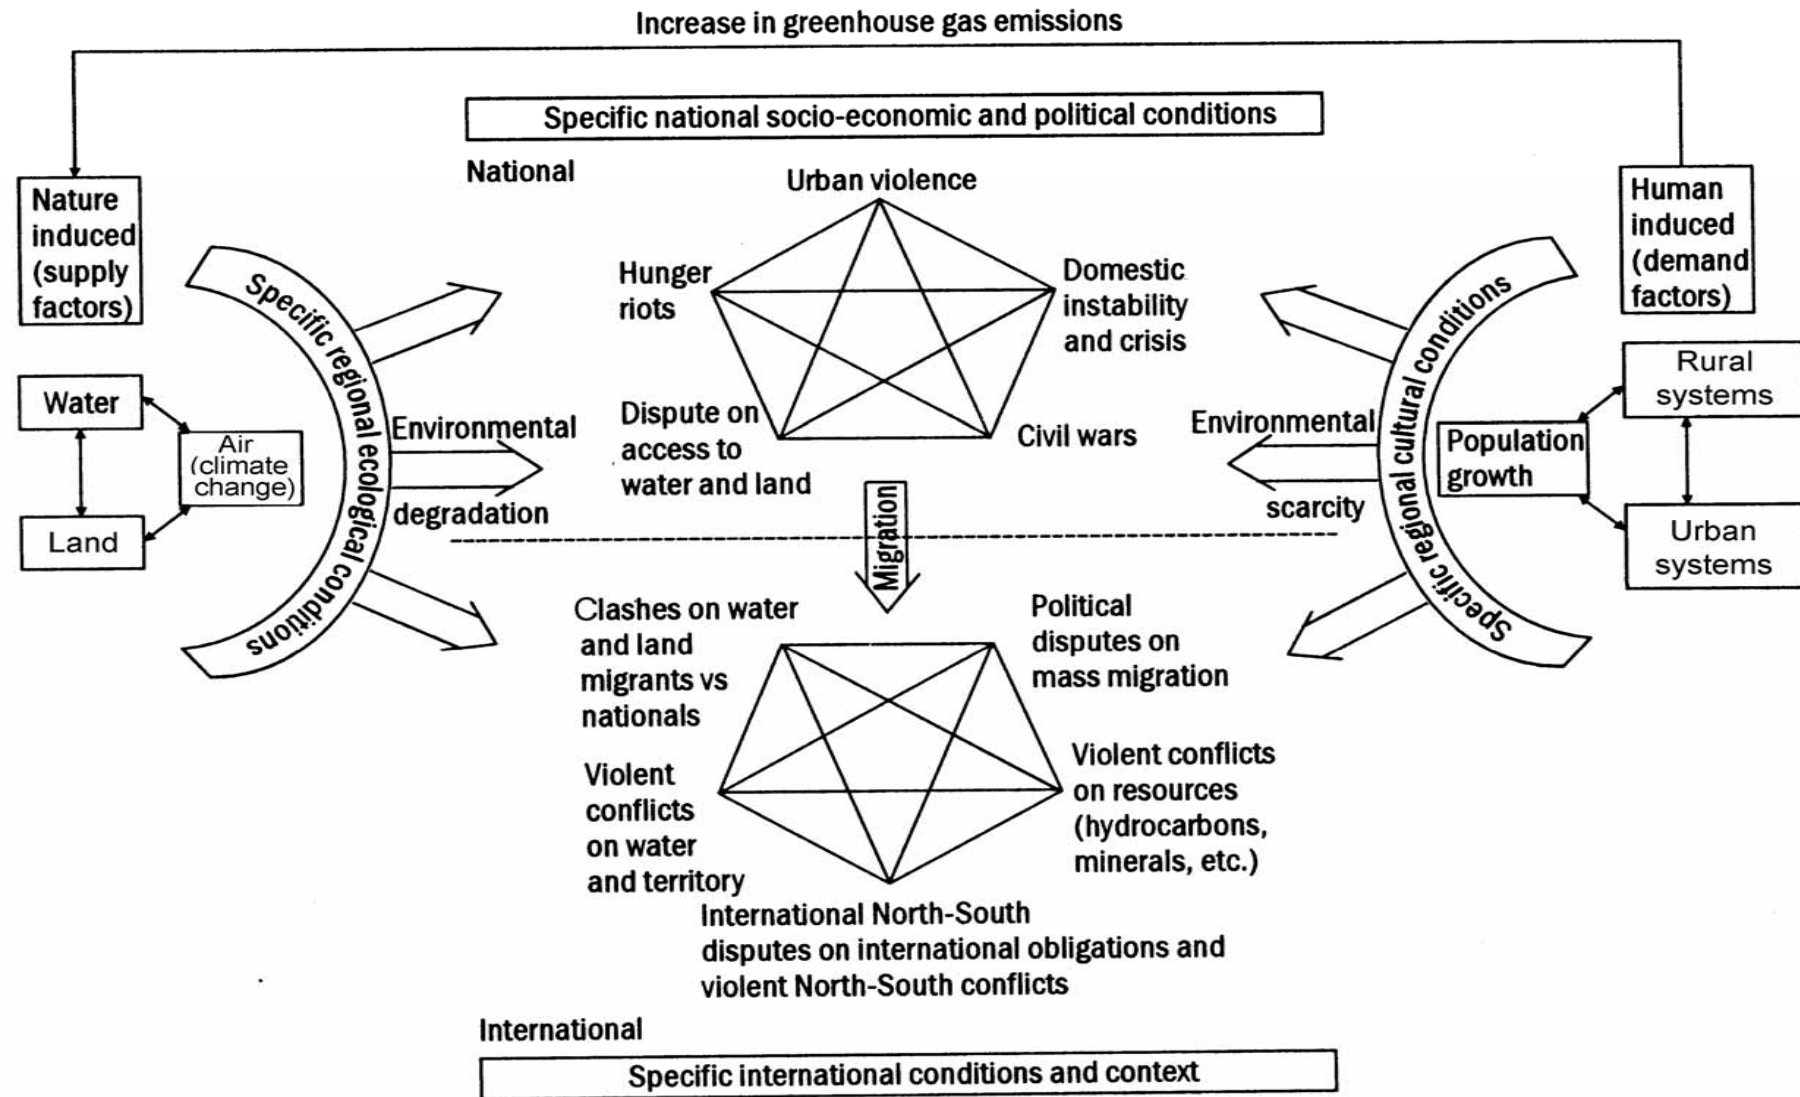 Increase in greenhouse gas emissions
Specific national socio-economic and political conditions
National
Nature
induced
(supply
factors)
Water
Air
(climate
change)
Land
Specific regional ecological conditions
Environmental
degradation
Urban violence
Hunger
riots
Domestic
instability
and crisis
Dispute on
access to
water and land
Civil wars
Migration
Human
induced
(demand
factors)
Rural
systems
Population
growth
Urban
systems
Specific regional cultural conditions
Environmental
scarcity
Clashes on water
and land
migrants vs
nationals
Political
disputes on
mass migration
Violent
conflicts
on water
and territory
Violent conflicts
on resources
(hydrocarbons,
minerals, etc.)
International North-South
disputes on international obligations and
violent North-South conflicts
International
Specific international conditions and context